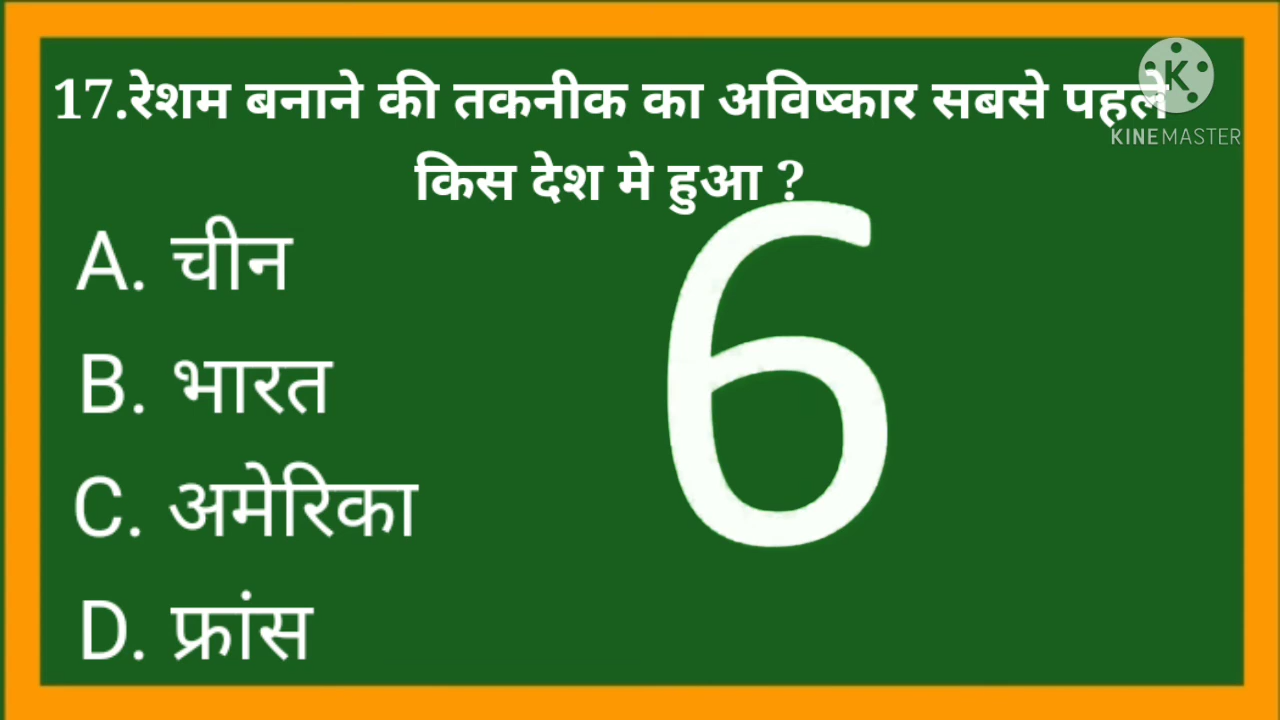 17.रेशम बनाने की तकनीक का अविष्कार सबसे पहले
किस देश मे हुआ ?
KINEMASTER
A. चीन
B. भारत
C. अमेरिका
D. फ्रांस
6